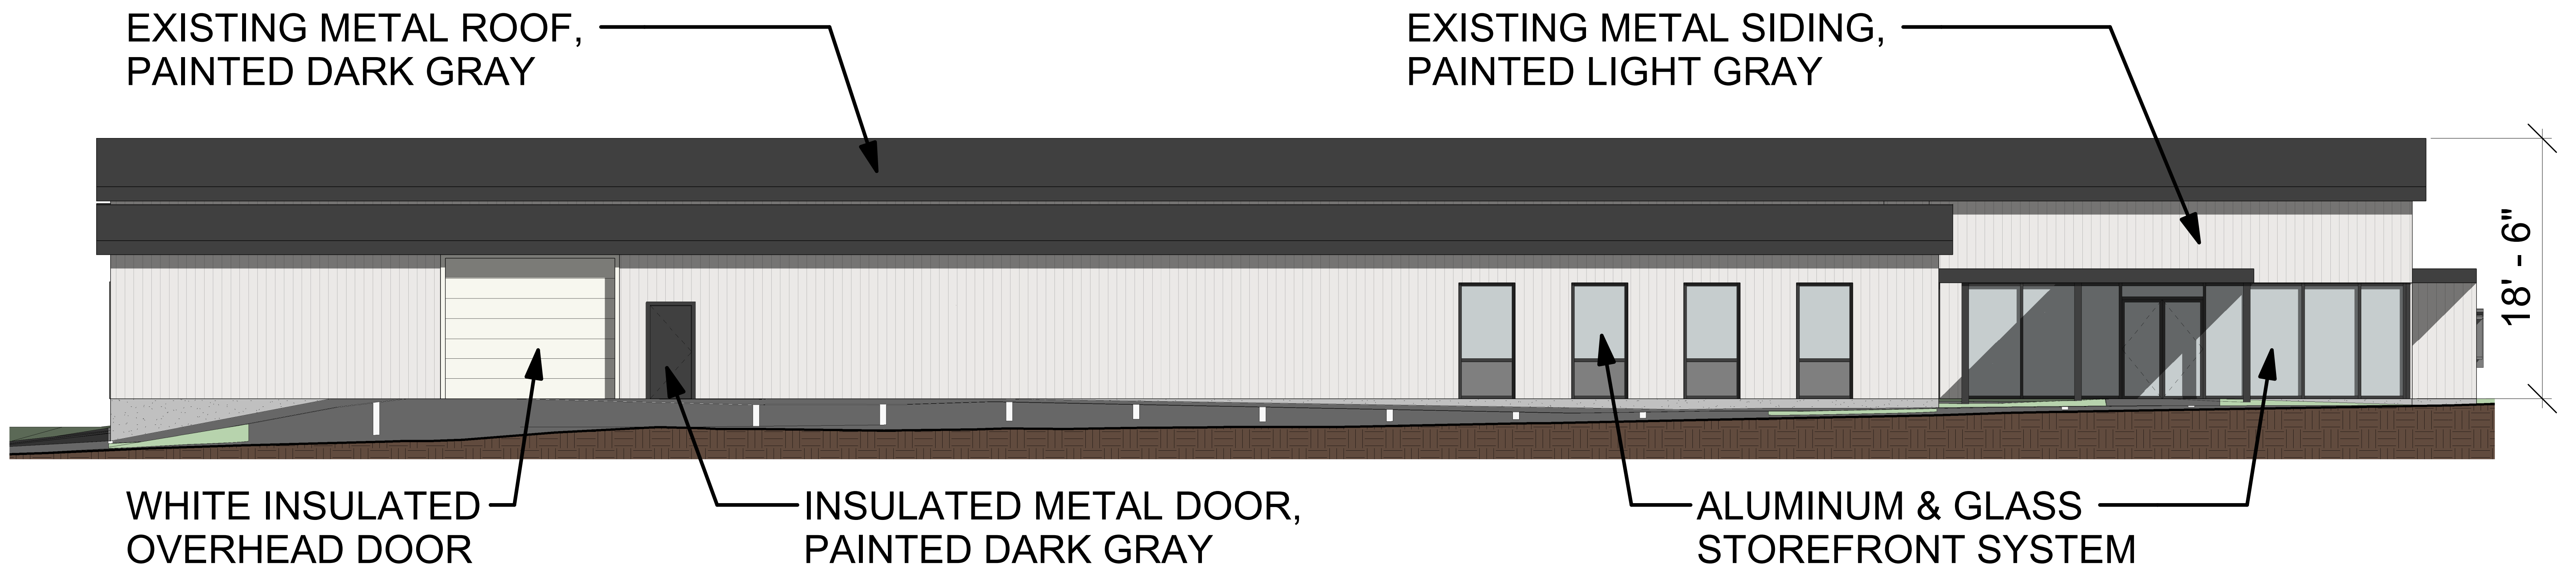 EXISTING METAL ROOF,
PAINTED DARK GRAY
EXISTING METAL SIDING,
PAINTED LIGHT GRAY
18' - 6"
WHITE INSULATED
OVERHEAD DOOR
INSULATED METAL DOOR,
PAINTED DARK GRAY
ALUMINUM & GLASS
STOREFRONT SYSTEM